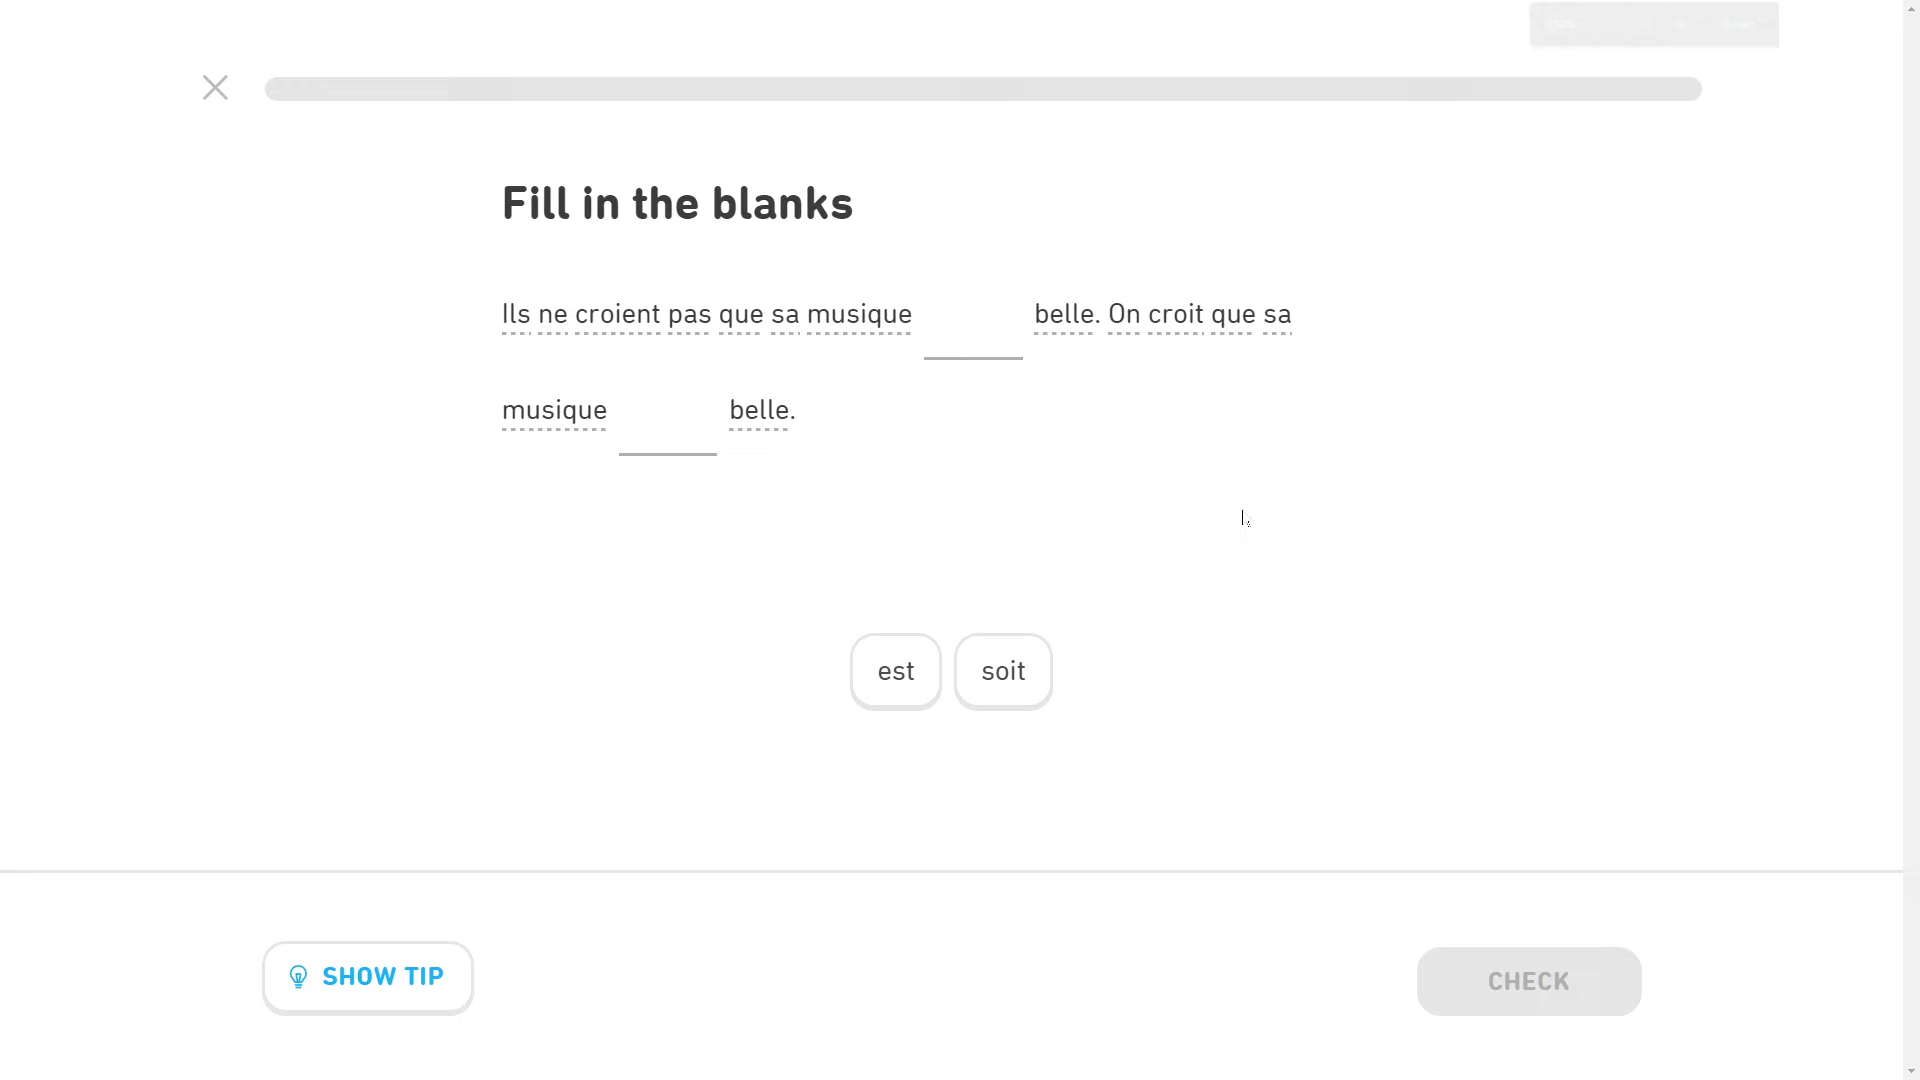 Fill in the blanks
Ils ne croient pas que sa musique belle. On croit que sa
musique belle.
est soit
SHOW TIP CHECK